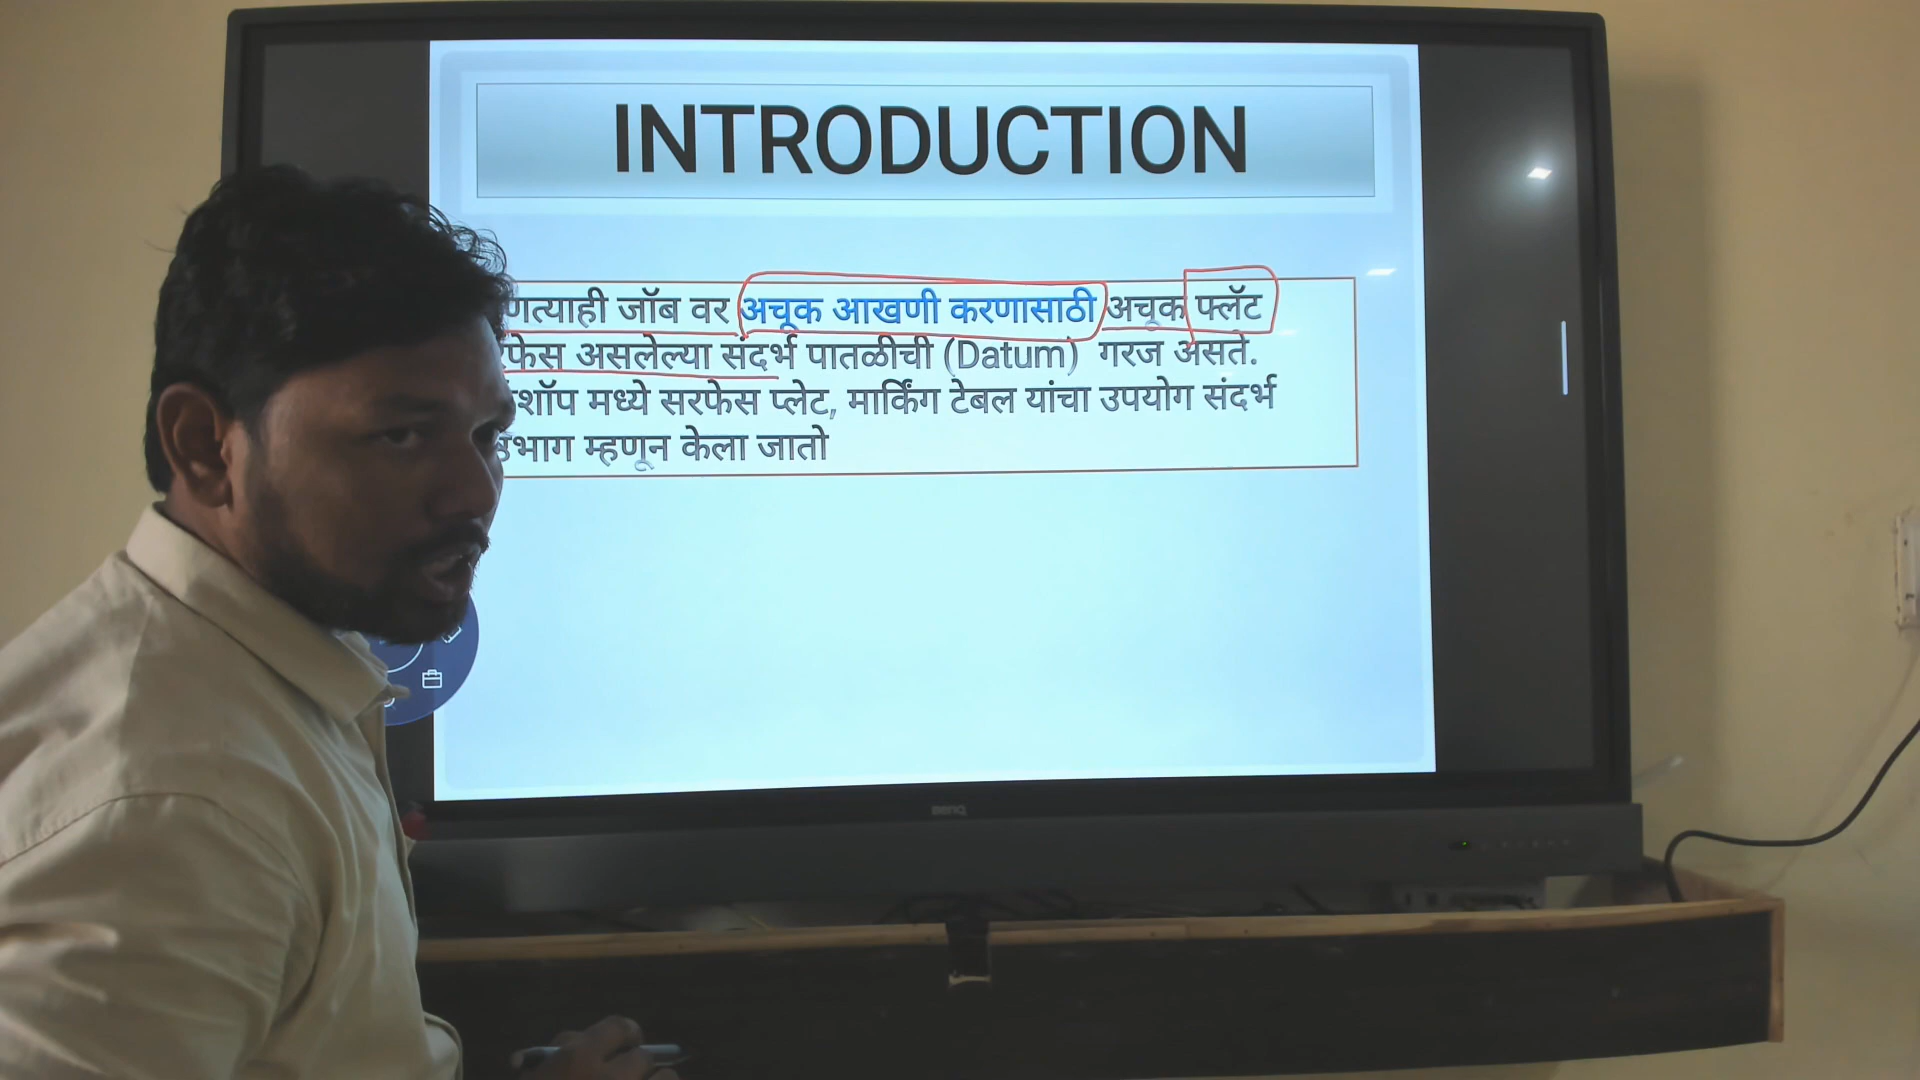 INTRODUCTION
जॉब वर अचूक आखणी करणासाठी अचूक फ्लॅट
असलेल्या संदर्भ पातळीची (Datum) गरज असते.
मध्ये सरफेस प्लेट, मार्किंग टेबल यांचा उपयोग संदर्भ
म्हणून केला जातो
BenQ